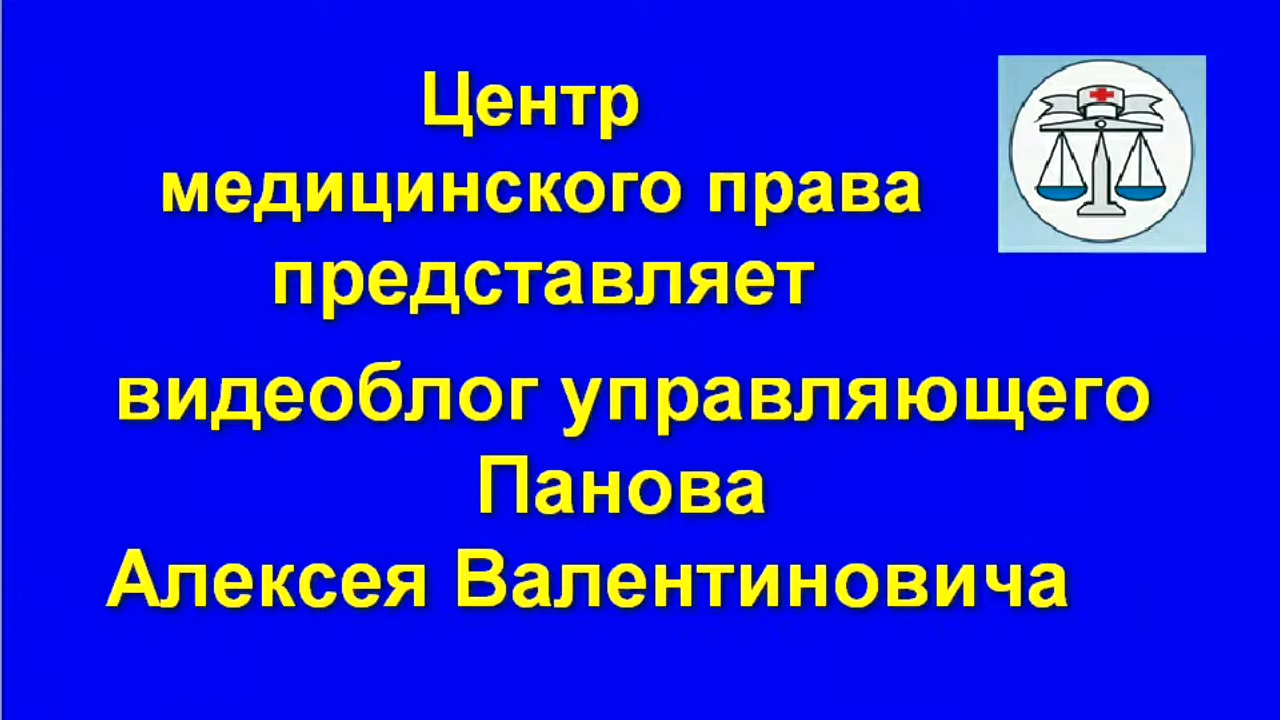 Центр
медицинского права
представляет
видеоблог управляющего
Панова
Алексея Валентиновича